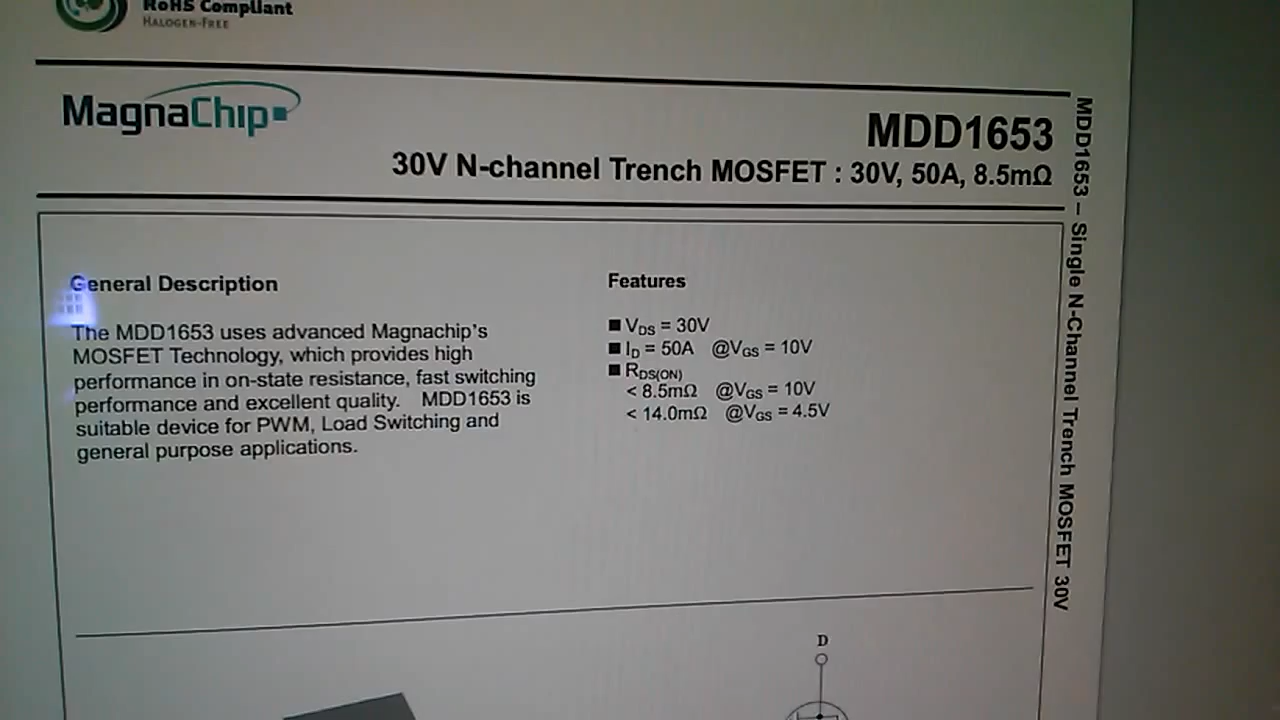 RoHS Compliant
HALOGEN-FREE
MagnaChip
MDD1653
30V N-channel Trench MOSFET : 30V, 50A, 8.5mΩ
General Description
The MDD1653 uses advanced Magnachip's
MOSFET Technology, which provides high
performance in on-state resistance, fast switching
performance and excellent quality. MDD1653 is
suitable device for PWM, Load Switching and
general purpose applications.
Features
■ VDS = 30V
■ ID = 50A @VGS = 10V
■ RDS(ON)
< 8.5mΩ @VGS = 10V
< 14.0mΩ @VGS = 4.5V
D
MDD1653 – Single N-Channel Trench MOSFET 30V